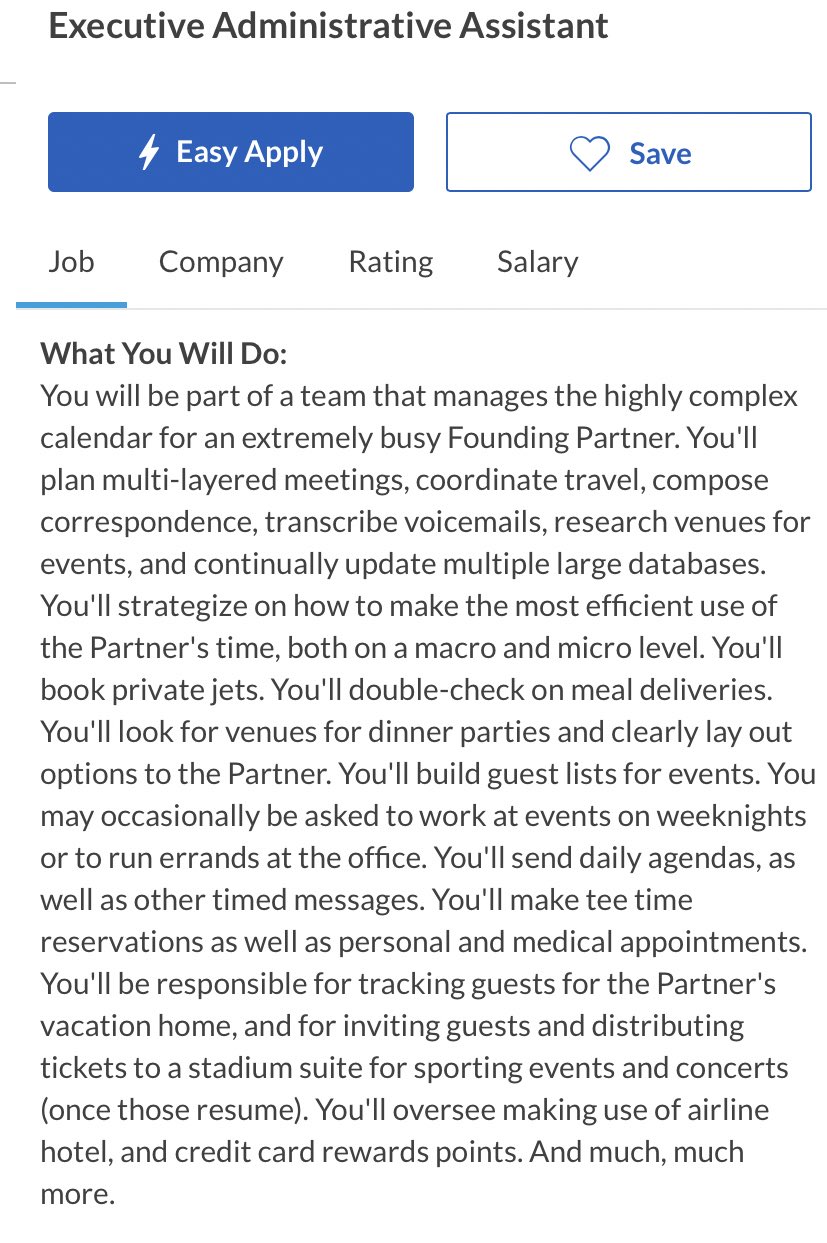 Executive Administrative Assistant
Easy Apply
Save
Job
Company
Rating
Salary
What You Will Do:
You will be part of a team that manages the highly complex
calendar for an extremely busy Founding Partner. You'll
plan multi-layered meetings, coordinate travel, compose
correspondence, transcribe voicemails, research venues for
events, and continually update multiple large databases.
You'll strategize on how to make the most efficient use of
the Partner's time, both on a macro and micro level. You'll
book private jets. You'll double-check on meal deliveries.
You'll look for venues for dinner parties and clearly lay out
options to the Partner. You'll build guest lists for events. You
may occasionally be asked to work at events on weeknights
or to run errands at the office. You'll send daily agendas, as
well as other timed messages. You'll make tee time
reservations as well as personal and medical appointments.
You'll be responsible for tracking guests for the Partner's
vacation home, and for inviting guests and distributing
tickets to a stadium suite for sporting events and concerts
(once those resume). You'll oversee making use of airline
hotel, and credit card rewards points. And much, much
more.